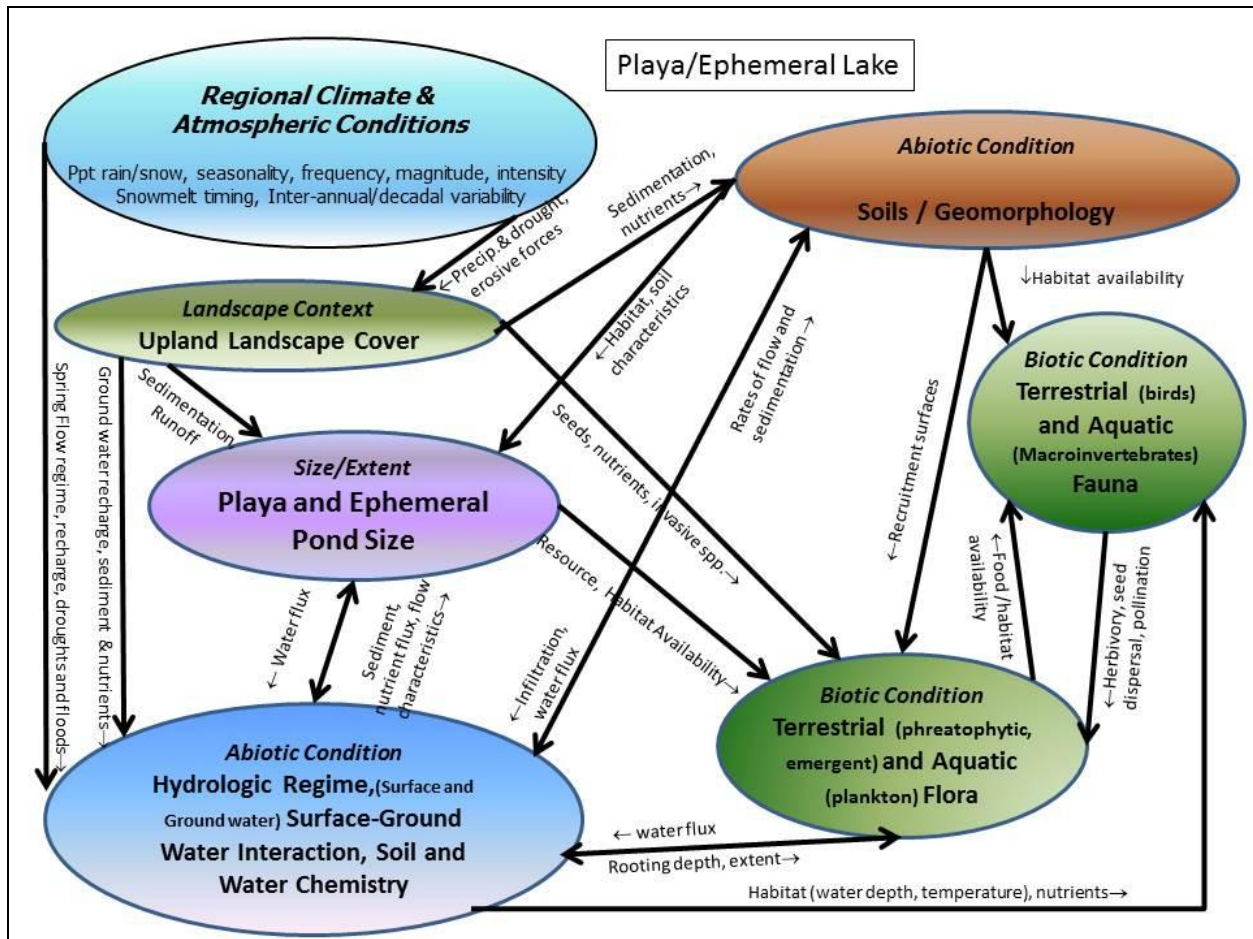 Playa/Ephemeral Lake
Regional Climate &
Atmospheric Conditions
Ppt rain/snow, seasonality, frequency, magnitude, intensity
Snowmelt timing, Inter-annual/decadal variability
Abiotic Condition
Soils / Geomorphology
Sedimentation,
nutrients→
←Precip.& drought,
erosive forces
↓Habitat availability
Landscape Context
Upland Landscape Cover
←Habitat, soil
characteristics
Rates of flow and
sedimentation→
Biotic Condition
Terrestrial (birds)
and Aquatic
(Macroinvertebrates)
Fauna
Spring Flow regime, recharge, droughts and floods→
Ground water recharge, sediment & nutrients→
Sedimentation,
Runoff
Seeds, nutrients, invasive spp.→
←Recruitment surfaces
Size/Extent
Playa and Ephemeral
Pond Size
Resource, Habitat Availability→
←Food/habitat
availability
←Herbivory, seed
dispersal, pollination
← Water flux
Sediment,
nutrient flux, flow
characteristics→
←Infiltration,
water flux
Biotic Condition
Terrestrial (phreatophytic,
emergent) and Aquatic
(plankton) Flora
Abiotic Condition
Hydrologic Regime,(Surface and
Ground water) Surface-Ground
Water Interaction, Soil and
Water Chemistry
← water flux
Rooting depth, extent→
Habitat (water depth, temperature), nutrients→